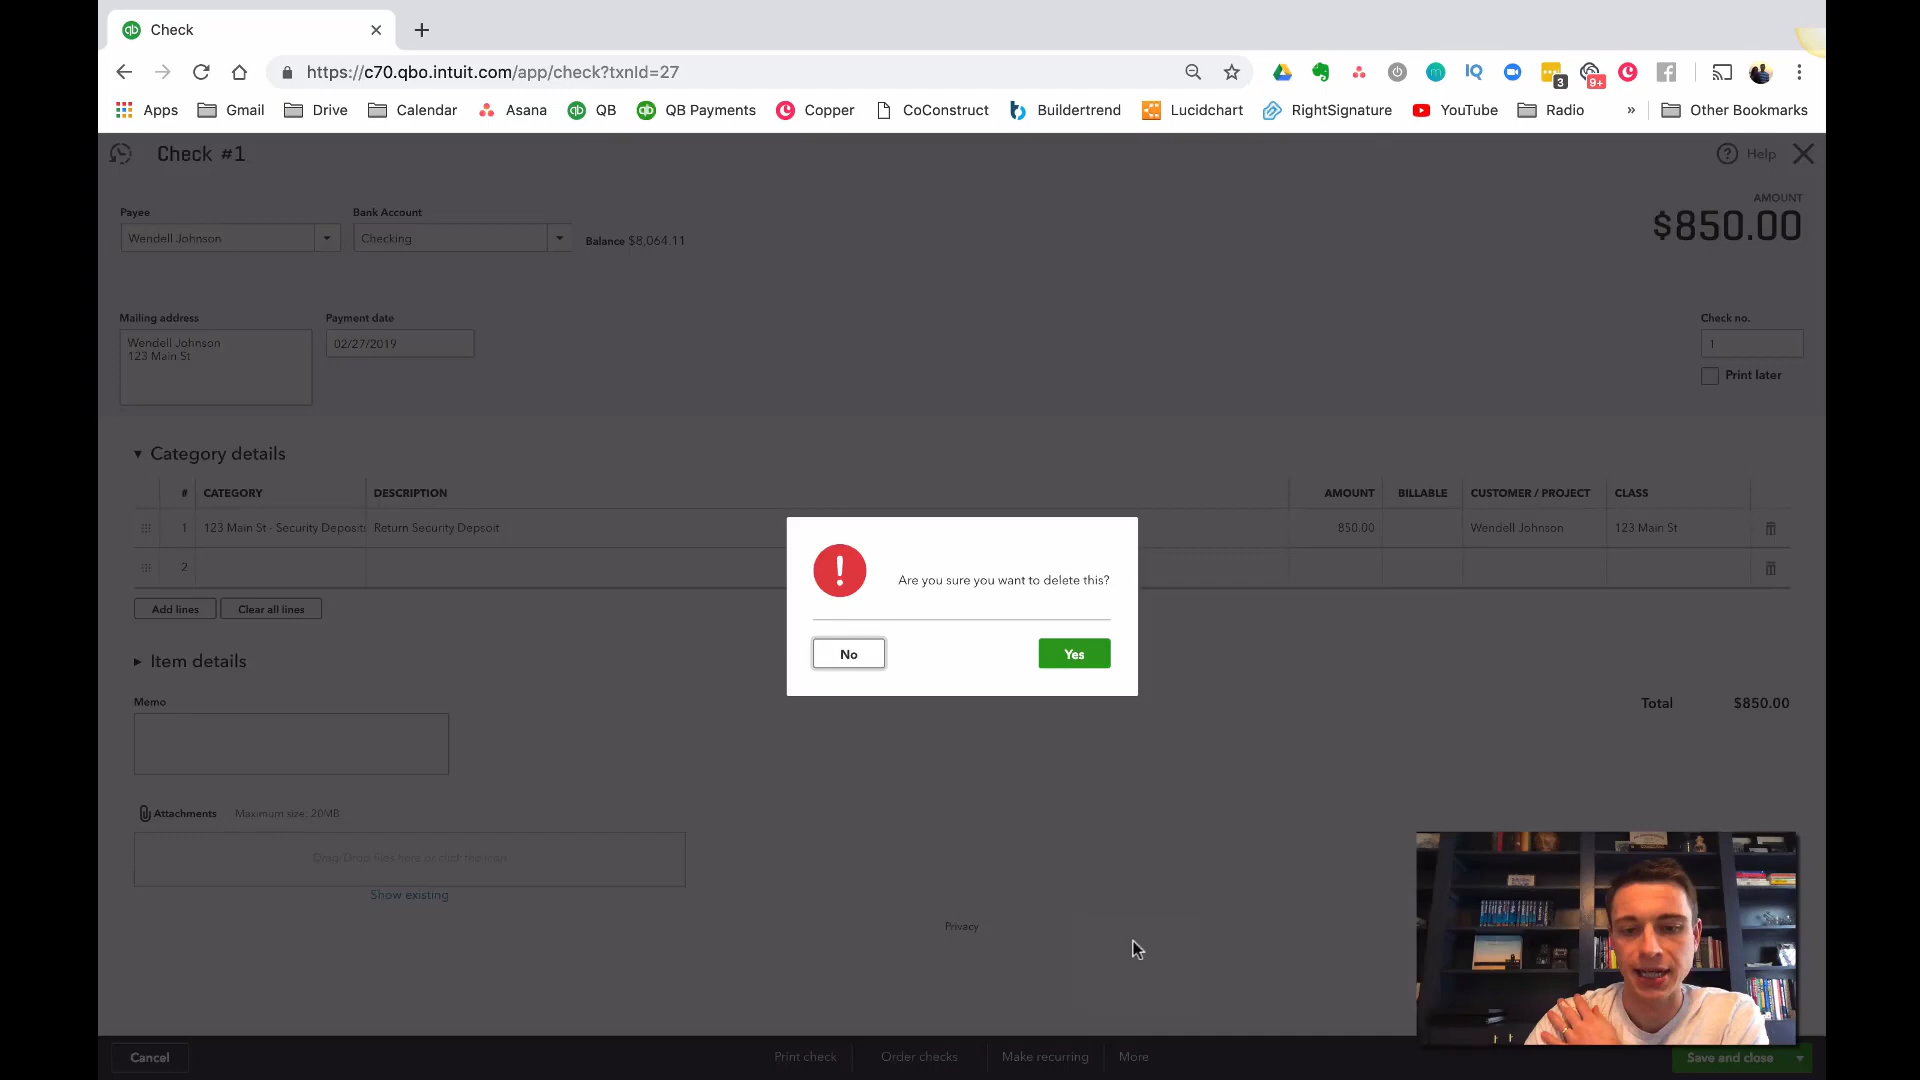 Check
https://c70.qbo.intuit.com/app/check?txnId=27
3
9+
Apps
Gmail
Drive
Calendar
Asana
QB
QB Payments
Copper
CoConstruct
Buildertrend
Lucidchart
RightSignature
YouTube
Radio
»
Other Bookmarks
Check #1
Help
AMOUNT
$850.00
Payee
Bank Account
Wendell Johnson
Checking
Balance $8,064.11
Mailing address
Payment date
Check no.
Wendell Johnson
123 Main St
02/27/2019
1
Print later
Category details
# CATEGORY DESCRIPTION AMOUNT BILLABLE CUSTOMER / PROJECT CLASS
1 123 Main St - Security Deposits Return Security Depsoit 850.00 Wendell Johnson 123 Main St
2
Are you sure you want to delete this?
No
Yes
Add lines
Clear all lines
Item details
Memo
Total $850.00
Attachments Maximum size: 20MB
Drag/Drop files here or click the icon
Show existing
Privacy
Cancel
Print check
Order checks
Make recurring
More
Save and close